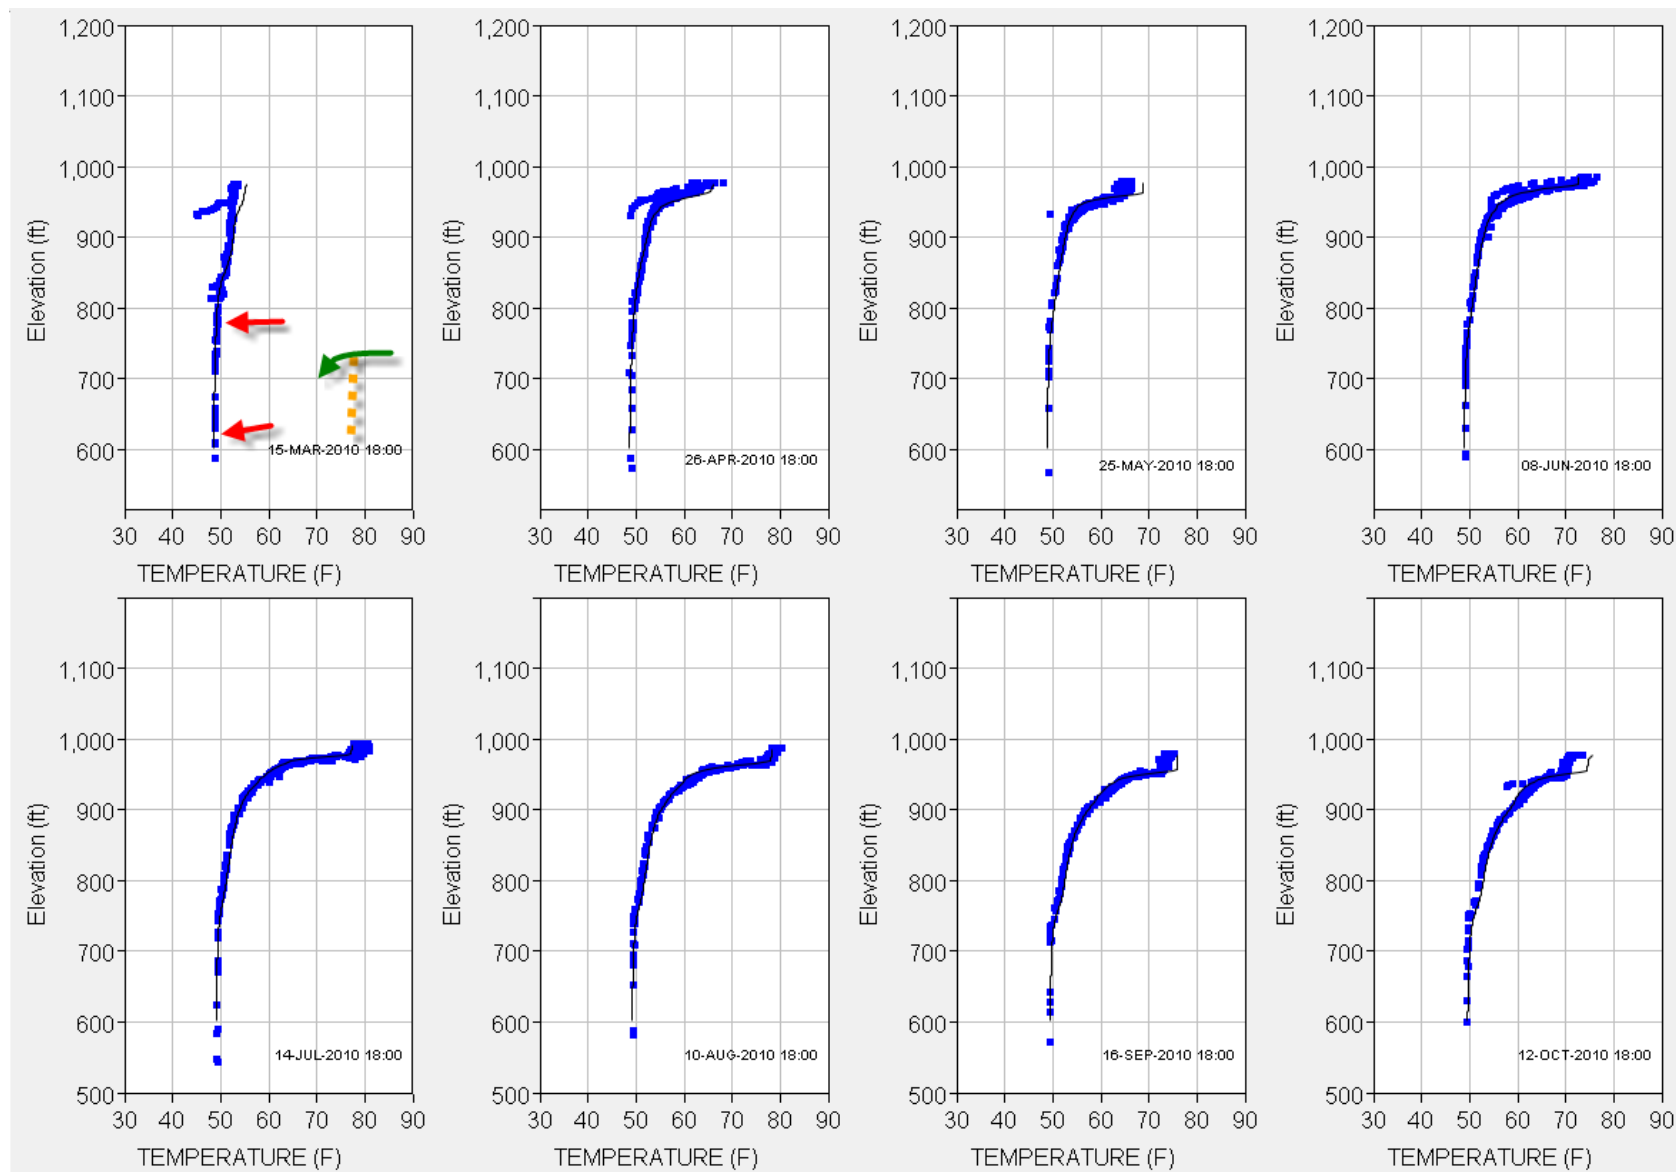 1,200 1,200 1,200 1,200
1,100 1,100 1,100 1,100
1,000 1,000 1,000 1,000
900 900 900 900
800 800 800 800
700 700 700 700
600 600 600 600
Elevation (ft) Elevation (ft) Elevation (ft) Elevation (ft)
15-MAR-2010 18:00 26-APR-2010 18:00 25-MAY-2010 18:00 08-JUN-2010 18:00
30 40 50 60 70 80 90 30 40 50 60 70 80 90 30 40 50 60 70 80 90 30 40 50 60 70 80 90
TEMPERATURE (F) TEMPERATURE (F) TEMPERATURE (F) TEMPERATURE (F)
1,100 1,100 1,100 1,100
1,000 1,000 1,000 1,000
900 900 900 900
800 800 800 800
700 700 700 700
600 600 600 600
500 500 500 500
Elevation (ft) Elevation (ft) Elevation (ft) Elevation (ft)
14-JUL-2010 18:00 10-AUG-2010 18:00 16-SEP-2010 18:00 12-OCT-2010 18:00
30 40 50 60 70 80 90 30 40 50 60 70 80 90 30 40 50 60 70 80 90 30 40 50 60 70 80 90
TEMPERATURE (F) TEMPERATURE (F) TEMPERATURE (F) TEMPERATURE (F)